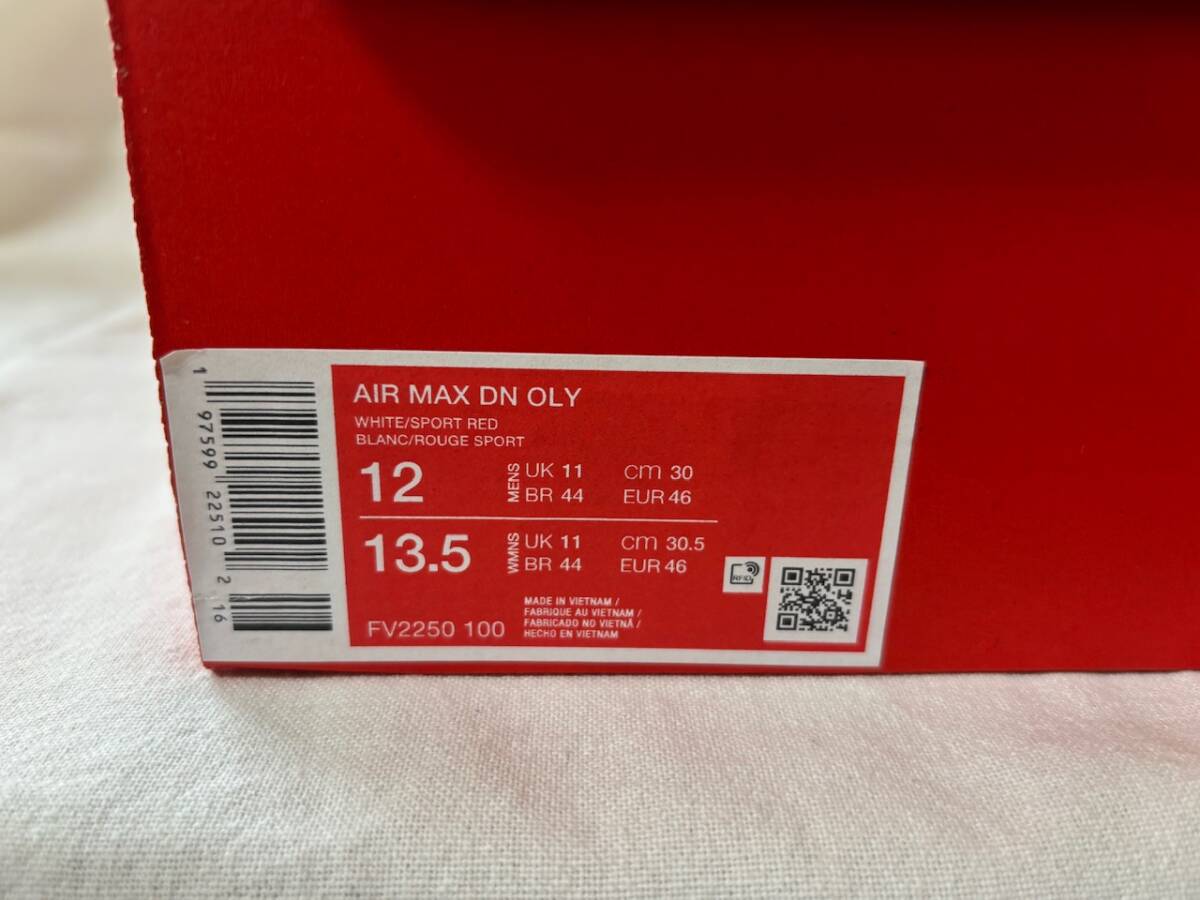 1 97599 22510 2 16
AIR MAX DN OLY
WHITE/SPORT RED
BLANC/ROUGE SPORT
12 MENS UK 11 cm 30
BR 44 EUR 46
13.5 WMNS UK 11 cm 30.5
BR 44 EUR 46
RFID
FV2250 100
MADE IN VIETNAM /
FABRIQUE AU VIETNAM /
FABRICADO NO VIETNÃ /
HECHO EN VIETNAM